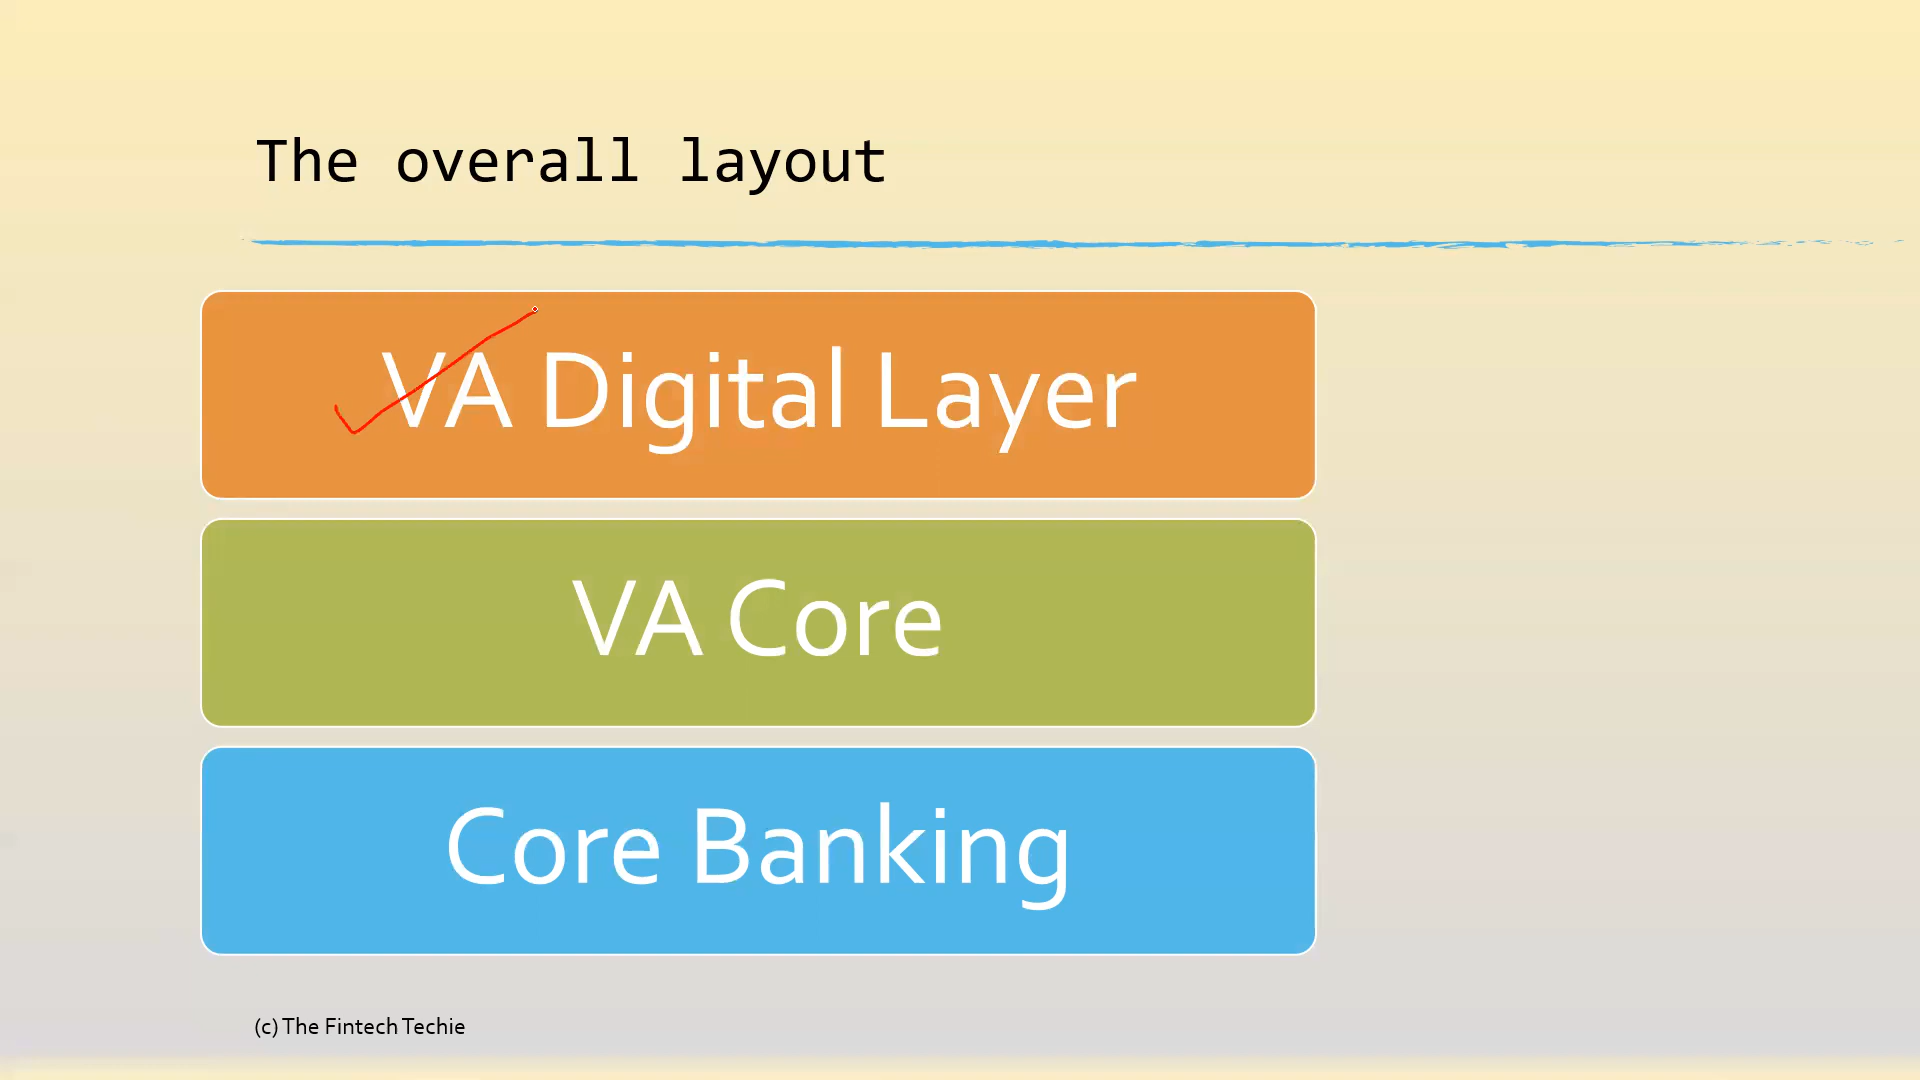 The overall layout
VA Digital Layer
VA Core
Core Banking
(c) The Fintech Techie